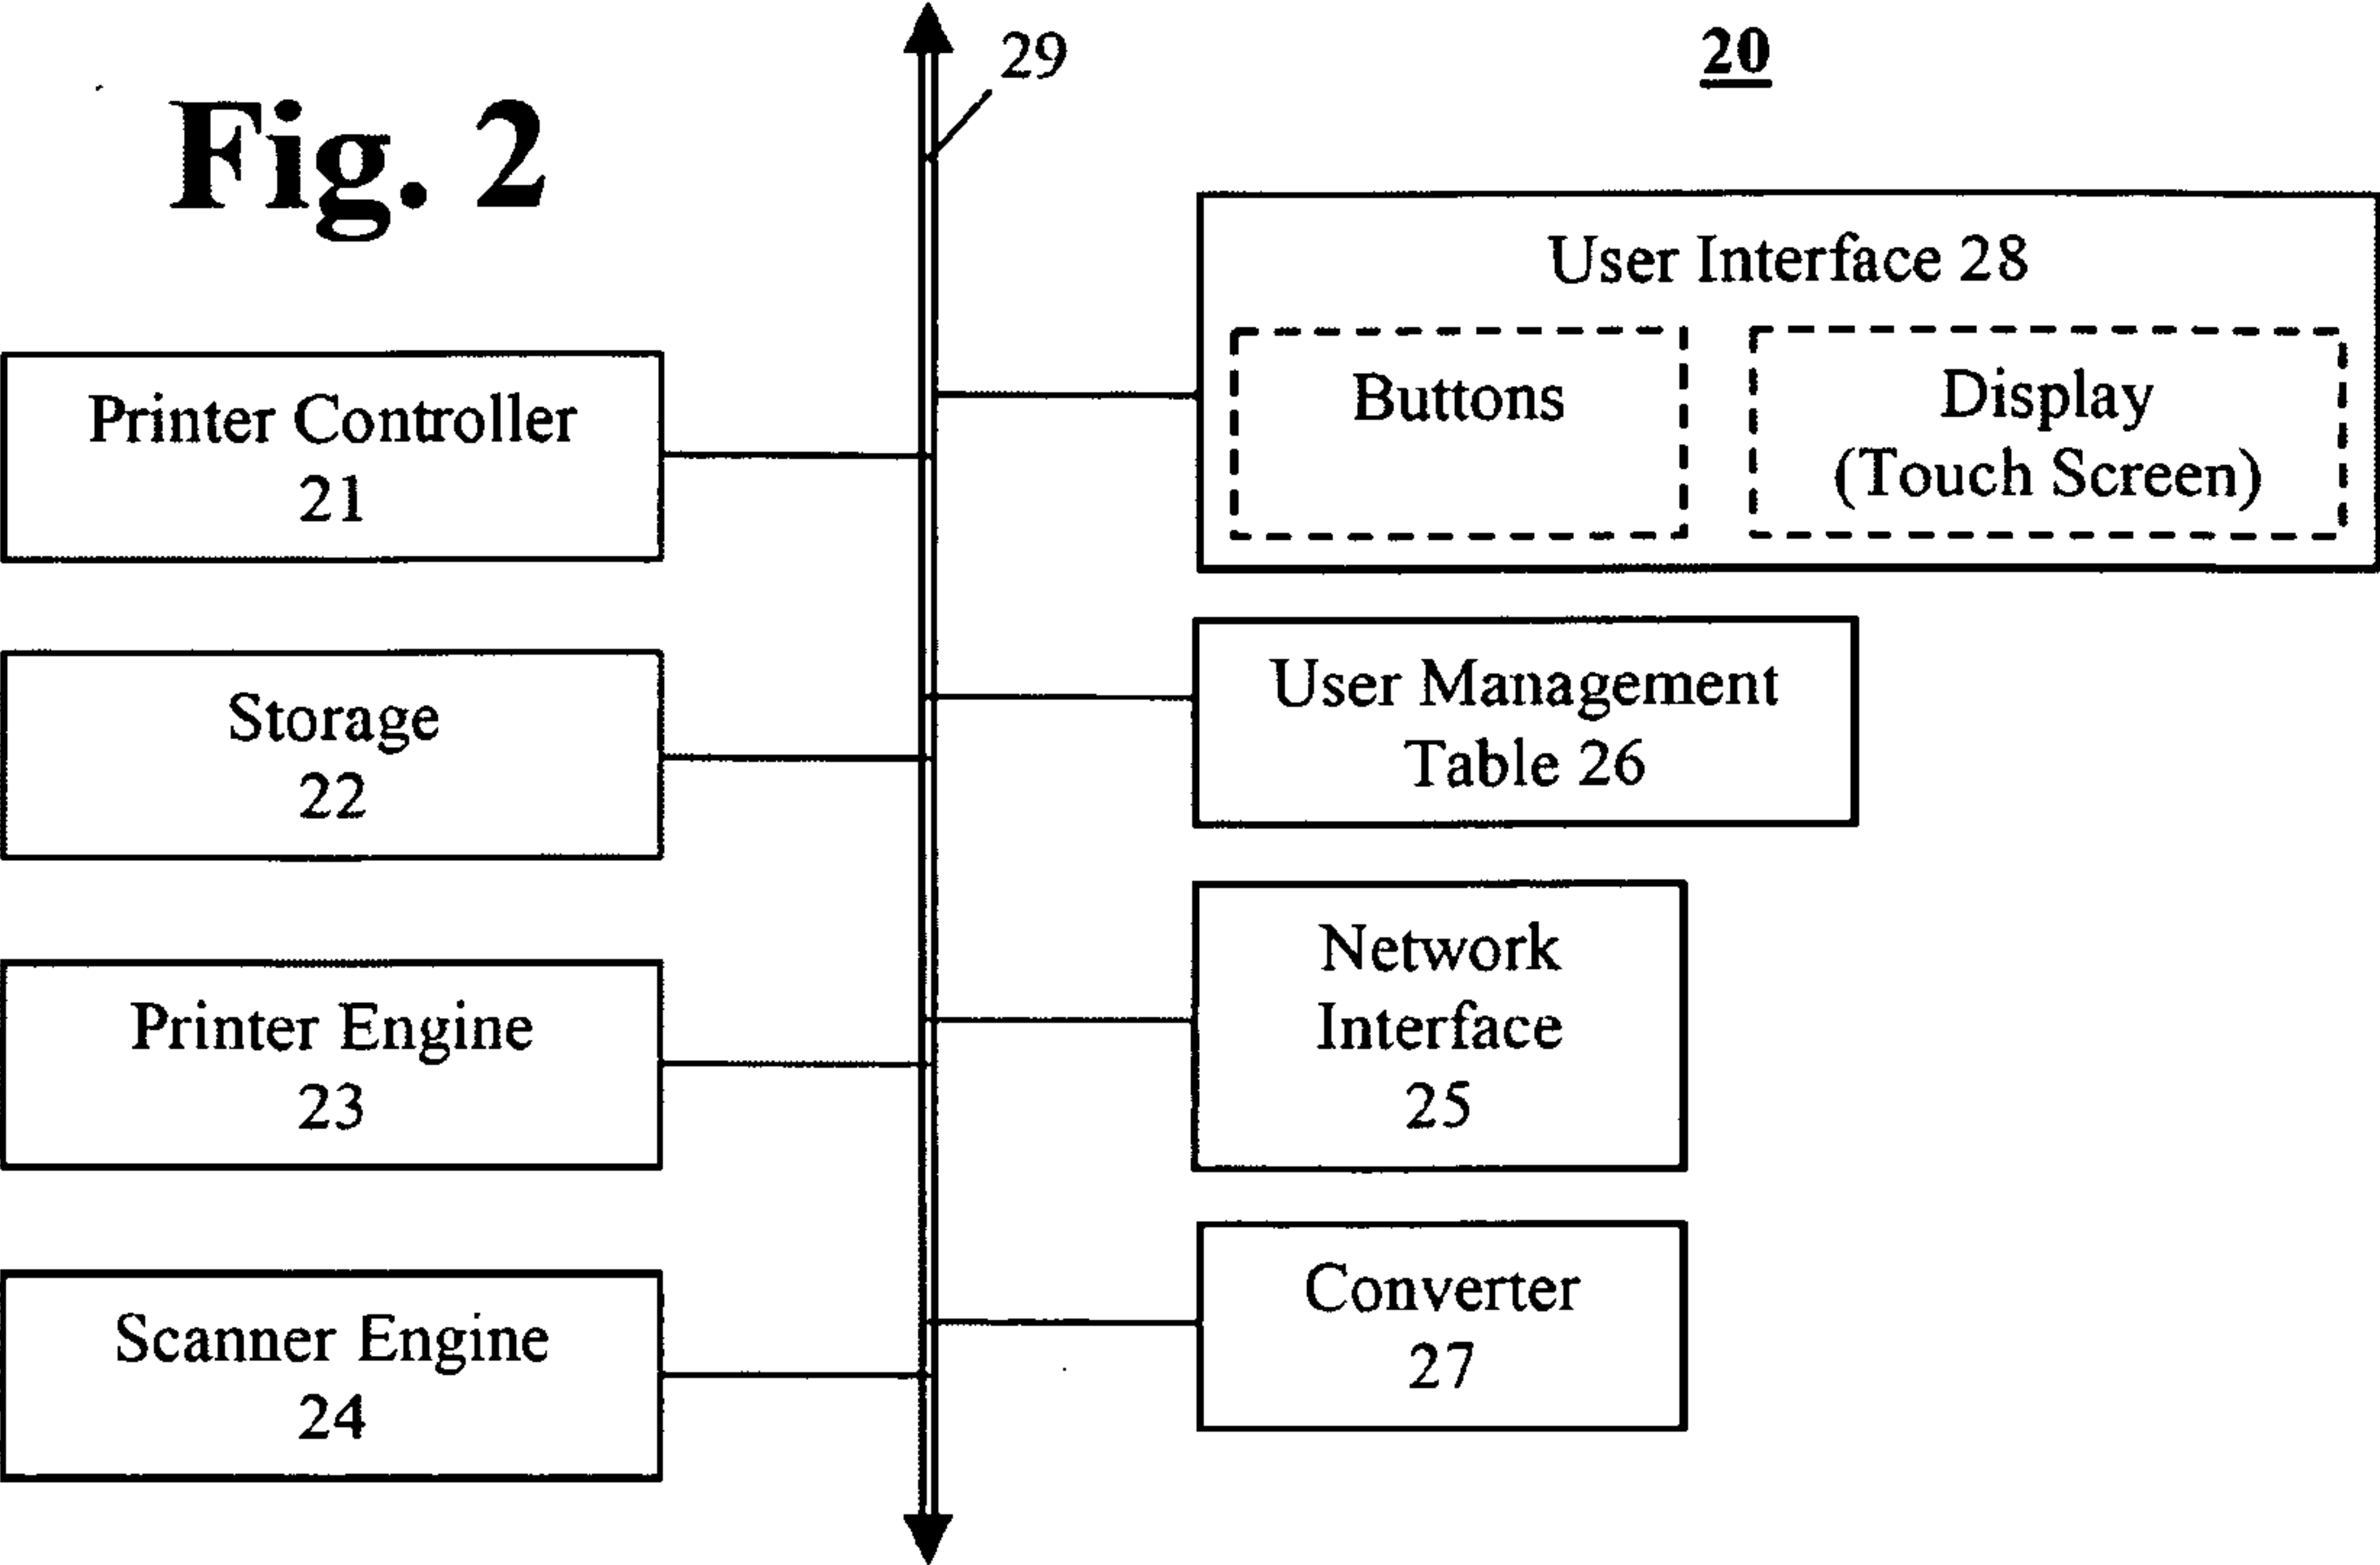 Fig. 2
29
20
User Interface 28
Buttons
Display
(Touch Screen)
Printer Controller
21
User Management
Table 26
Storage
22
Network
Interface
25
Printer Engine
23
Converter
27
Scanner Engine
24